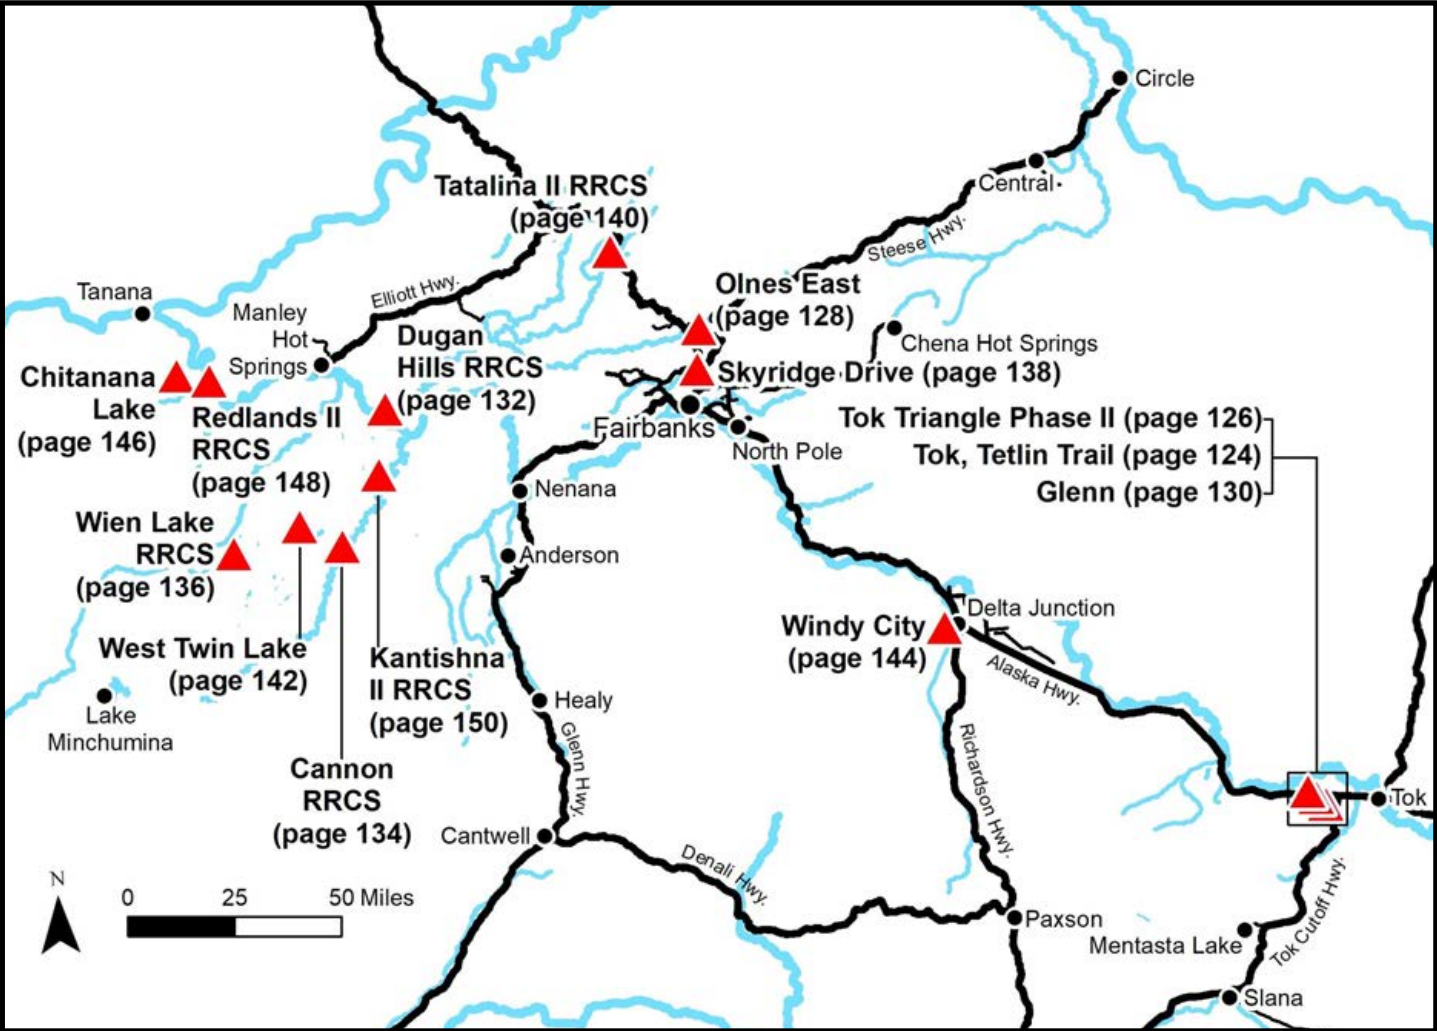 Circle
Central
Tatalina II RRCS
(page 140)
Steese Hwy.
Olnes East
(page 128)
Tanana
Elliott Hwy.
Manley
Hot
Springs
Dugan
Hills RRCS
(page 132)
Chena Hot Springs
Chitanana
Lake
(page 146)
Skyridge Drive (page 138)
Redlands II
RRCS
(page 148)
Fairbanks
North Pole
Tok Triangle Phase II (page 126)
Tok, Tetlin Trail (page 124)
Glenn (page 130)
Nenana
Wien Lake
RRCS
(page 136)
Anderson
Delta Junction
Windy City
(page 144)
West Twin Lake
(page 142)
Kantishna
II RRCS
(page 150)
Alaska Hwy.
Lake
Minchumina
Healy
Glenn Hwy.
Richardson Hwy.
Cannon
RRCS
(page 134)
Tok
Cantwell
Denali Hwy.
N
0 25 50 Miles
Paxson
Mentasta Lake
Tok Cutoff Hwy.
Slana